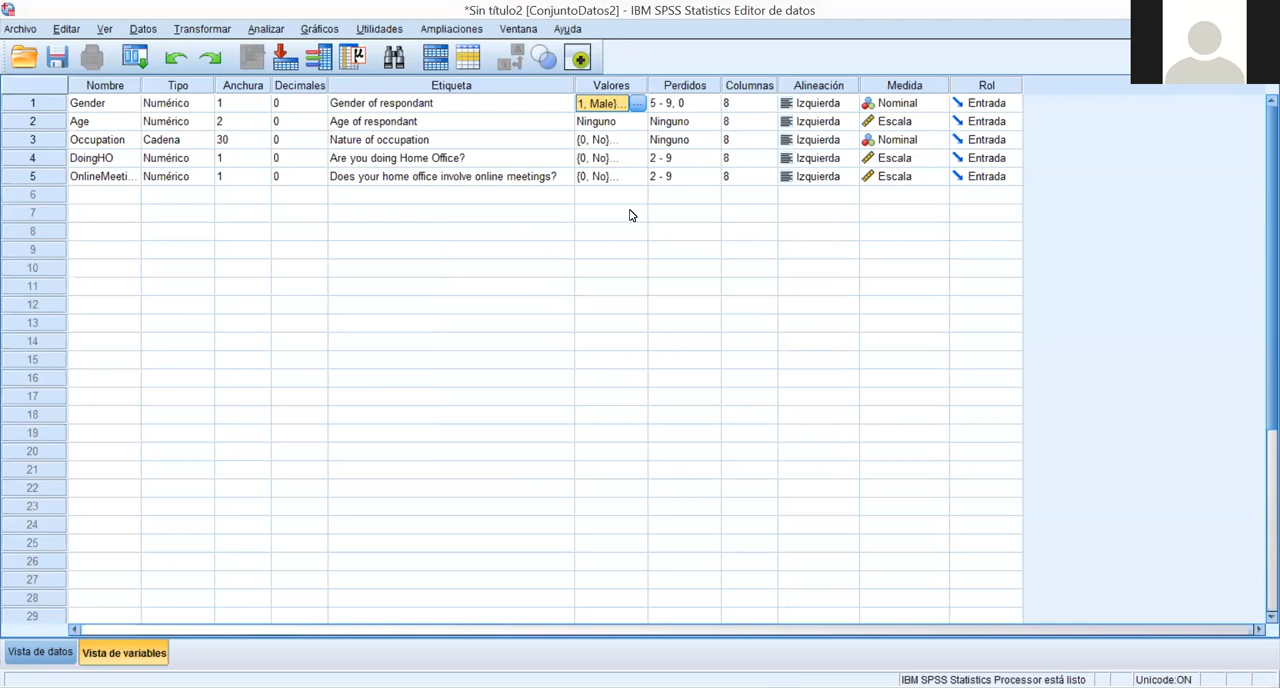 *Sin título2 [ConjuntoDatos2] - IBM SPSS Statistics Editor de datos
Archivo Editar Ver Datos Transformar Analizar Gráficos Utilidades Ampliaciones Ventana Ayuda
Nombre Tipo Anchura Decimales Etiqueta Valores Perdidos Columnas Alineación Medida Rol
1 Gender Numérico 1 0 Gender of respondant 1, Male}... ... 5 - 9, 0 8 Izquierda Nominal Entrada
2 Age Numérico 2 0 Age of respondant Ninguno Ninguno 8 Izquierda Escala Entrada
3 Occupation Cadena 30 0 Nature of occupation {0, No}... Ninguno 8 Izquierda Nominal Entrada
4 DoingHO Numérico 1 0 Are you doing Home Office? {0, No}... 2 - 9 8 Izquierda Escala Entrada
5 OnlineMeeti... Numérico 1 0 Does your home office involve online meetings? {0, No}... 2 - 9 8 Izquierda Escala Entrada
6
7
8
9
10
11
12
13
14
15
16
17
18
19
20
21
22
23
24
25
26
27
28
29
Vista de datos Vista de variables
IBM SPSS Statistics Processor está listo Unicode:ON